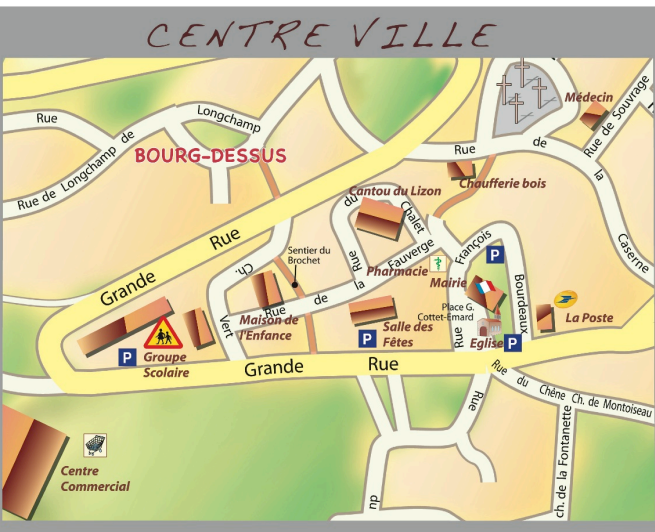 CENTRE VILLE
Rue
Longchamp
Rue de Longchamp de
BOURG-DESSUS
Médecin
Rue de Souvrage
Rue de la Caserne
Chaufferie bois
Cantou du Lizon
Rue du Chalet
Grande Rue
Sentier du
Brochet
Ch. Vert
Rue de la Fauverge
Pharmacie
Mairie
Rue François Bourdeaux
P
Place G.
Cottet-Emard
Maison de
l'Enfance
Salle des
Fêtes
P
Eglise
P
La Poste
P
Groupe
Scolaire
Grande Rue
Rue du Chêne
Ch. de Montoiseau
Rue
ch. de la Fontanette
du
Centre
Commercial